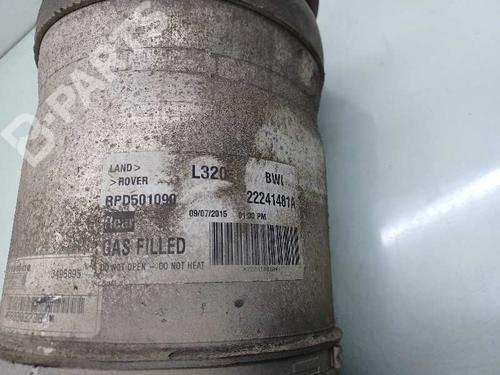 B-PARTS
LAND>
>ROVER
L320
BWI
RPD501090
22241481A
09/07/2015 01:30 PM
GAS FILLED
DO NOT OPEN - DO NOT HEAT